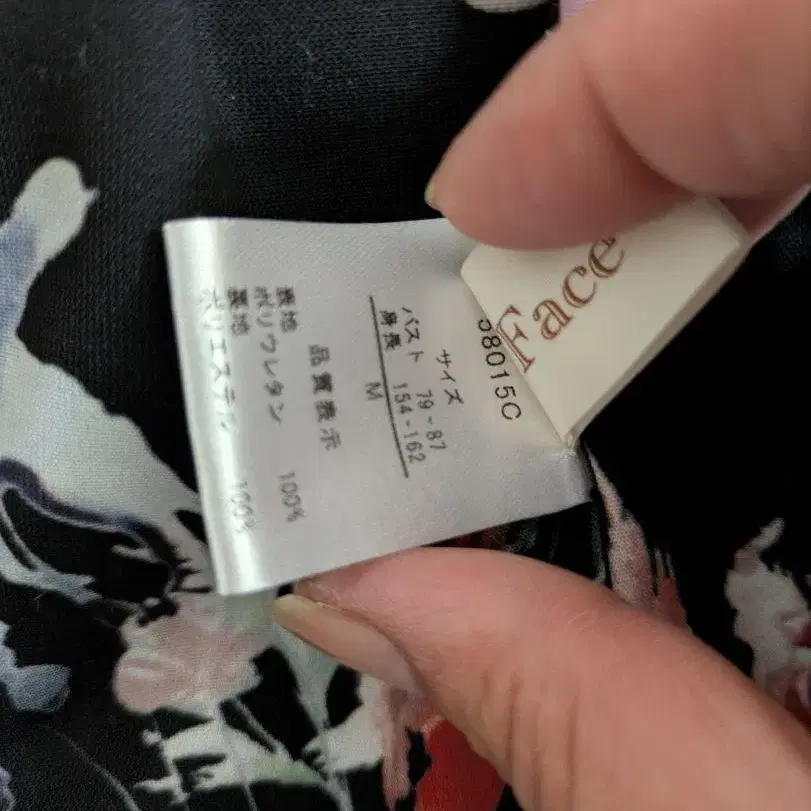 Face
58015C
サイズ
バスト 79-87
身長 154-162
M
品質表示
表地
ポリウレタン 100%
裏地
ポリエステル 100%